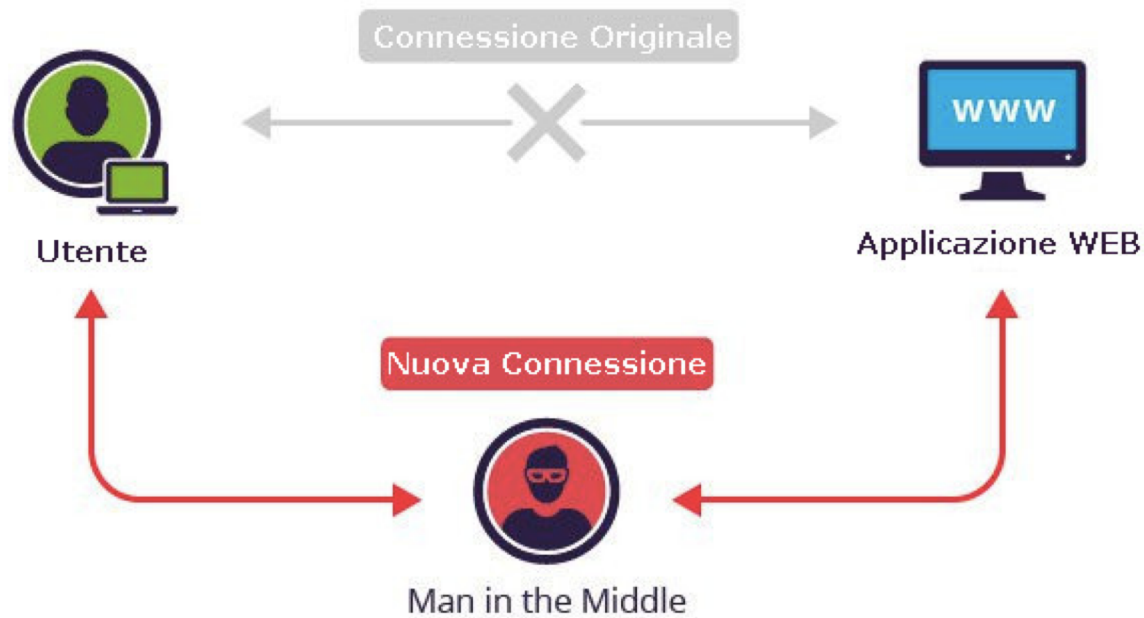 Connessione Originale
WWW
Utente
Applicazione WEB
Nuova Connessione
Man in the Middle